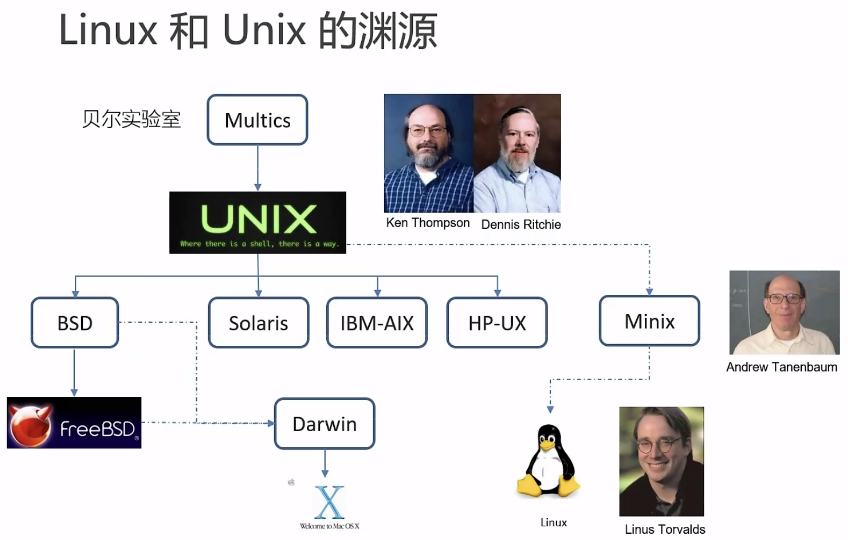 Linux 和 Unix 的渊源
贝尔实验室
Multics
Ken Thompson
Dennis Ritchie
UNIX
Where there is a shell, there is a way.
BSD
Solaris
IBM-AIX
HP-UX
Minix
Andrew Tanenbaum
FreeBSD
Darwin
X
Welcome to Mac OS X
Linux
Linus Torvalds